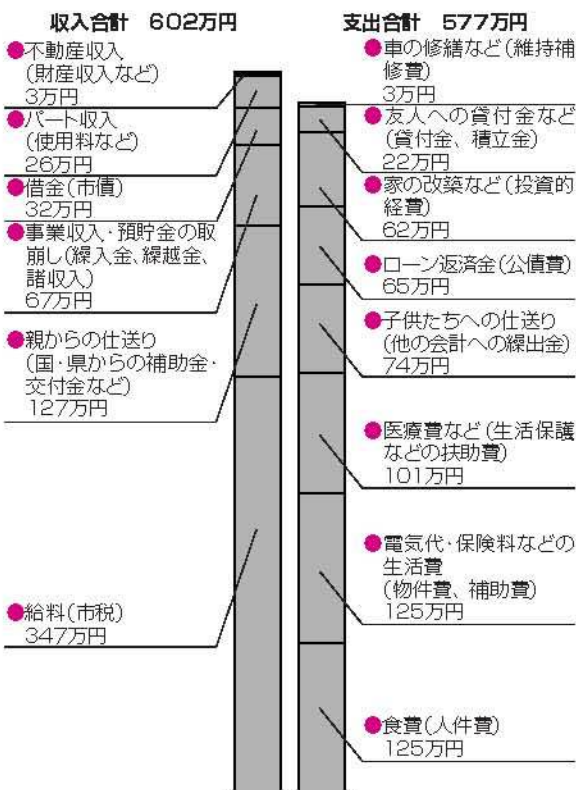 収入合計 602万円
●不動産収入
(財産収入など)
3万円
●パート収入
(使用料など)
26万円
●借金(市債)
32万円
●事業収入・預貯金の取
崩し(繰入金、繰越金、
諸収入)
67万円
●親からの仕送り
(国・県からの補助金・
交付金など)
127万円
●給料(市税)
347万円
支出合計 577万円
●車の修繕など(維持補
修費)
3万円
●友人への貸付金など
(貸付金、積立金)
22万円
●家の改築など(投資的
経費)
62万円
●ローン返済金(公債費)
65万円
●子供たちへの仕送り
(他の会計への繰出金)
74万円
●医療費など(生活保護
などの扶助費)
101万円
●電気代・保険料などの
生活費
(物件費、補助費)
125万円
●食費(人件費)
125万円